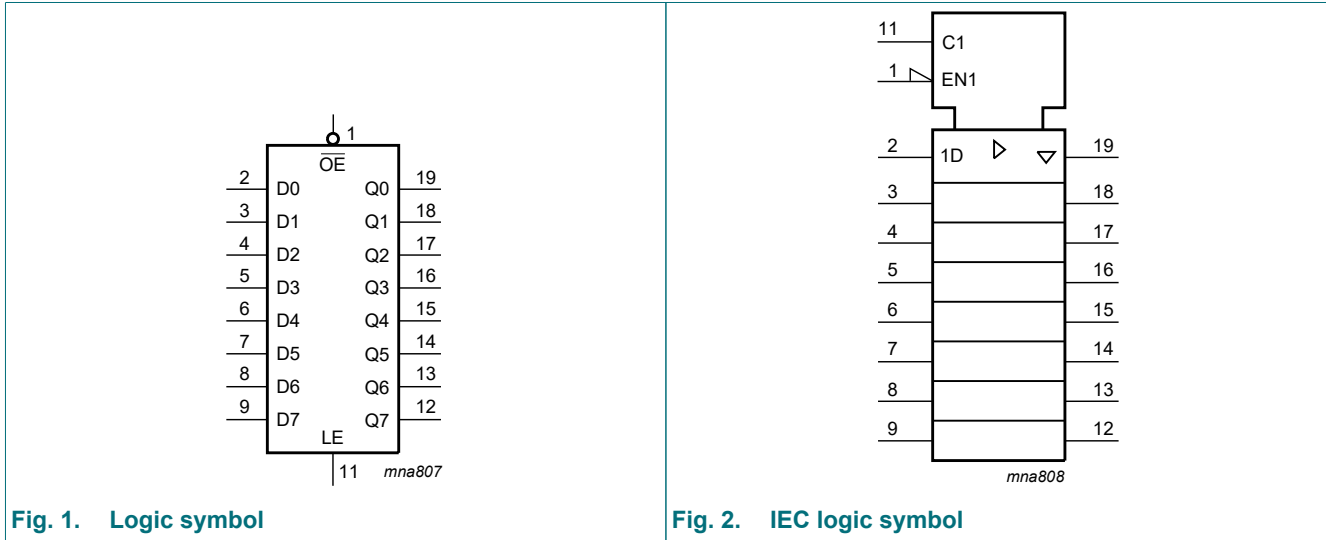 1
OE
2 D0 Q0 19
3 D1 Q1 18
4 D2 Q2 17
5 D3 Q3 16
6 D4 Q4 15
7 D5 Q5 14
8 D6 Q6 13
9 D7 Q7 12
LE
11 mna807
Fig. 1. Logic symbol
11 C1
1 EN1
2 1D 19
3 18
4 17
5 16
6 15
7 14
8 13
9 12
mna808
Fig. 2. IEC logic symbol